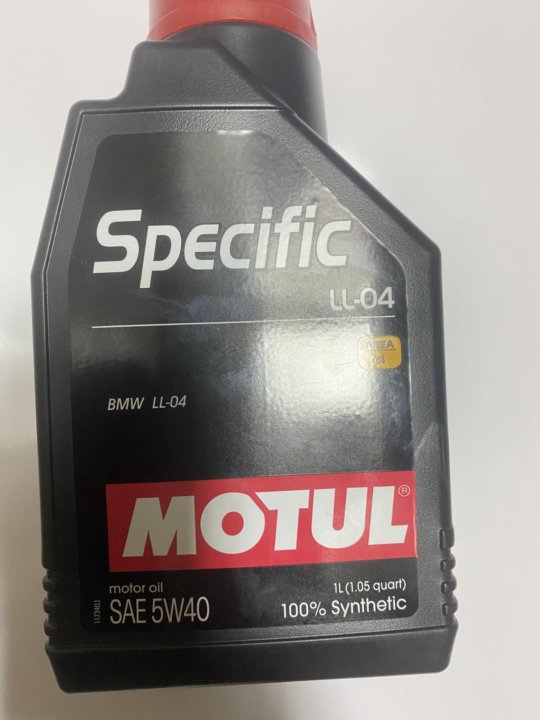 Specific
LL-04
ACEA
BMW LL-04
MOTUL®
motor oil
SAE 5W40
1L (1.05 quart)
100% Synthetic